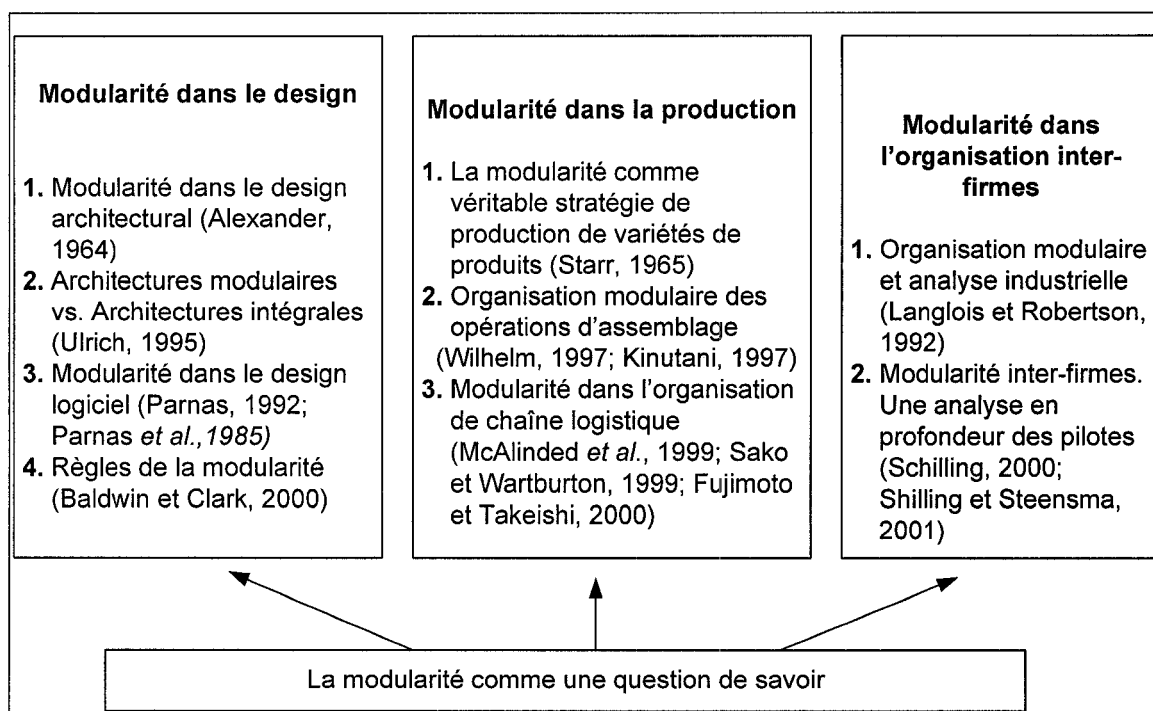 Modularité dans le design
1. Modularité dans le design
architectural (Alexander,
1964)
2. Architectures modulaires
vs. Architectures intégrales
(Ulrich, 1995)
3. Modularité dans le design
logiciel (Parnas, 1992;
Parnas et al.,1985)
4. Règles de la modularité
(Baldwin et Clark, 2000)
Modularité dans la production
1. La modularité comme
véritable stratégie de
production de variétés de
produits (Starr, 1965)
2. Organisation modulaire des
opérations d'assemblage
(Wilhelm, 1997; Kinutani, 1997)
3. Modularité dans l'organisation
de chaîne logistique
(McAlinded et al., 1999; Sako
et Wartburton, 1999; Fujimoto
et Takeishi, 2000)
Modularité dans
l'organisation inter-
firmes
1. Organisation modulaire
et analyse industrielle
(Langlois et Robertson,
1992)
2. Modularité inter-firmes.
Une analyse en
profondeur des pilotes
(Schilling, 2000;
Shilling et Steensma,
2001)
La modularité comme une question de savoir